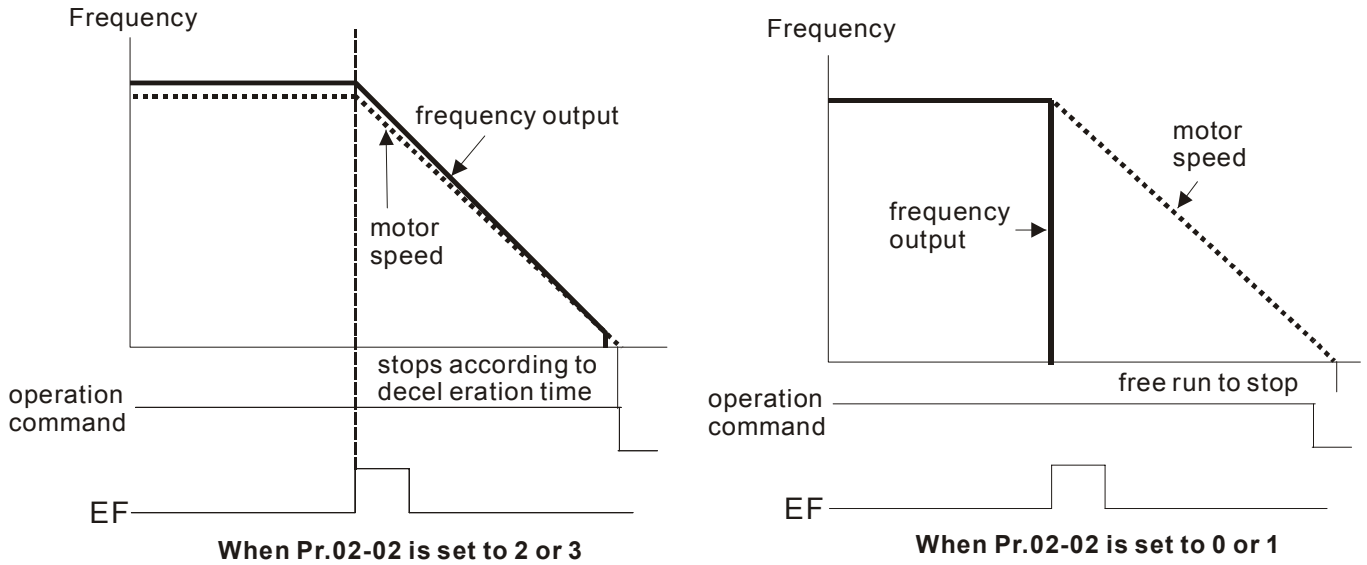 Frequency
frequency output
motor
speed
stops according to
decel eration time
operation
command
EF
When Pr.02-02 is set to 2 or 3
Frequency
motor
speed
frequency
output
free run to stop
operation
command
EF
When Pr.02-02 is set to 0 or 1